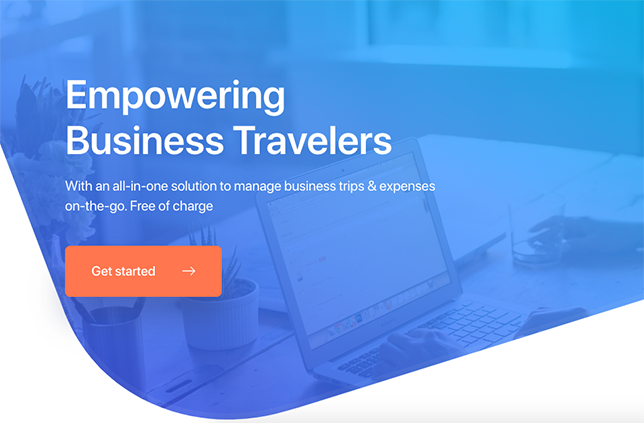 Empowering
Business Travelers
With an all-in-one solution to manage business trips & expenses
on-the-go. Free of charge
Get started →